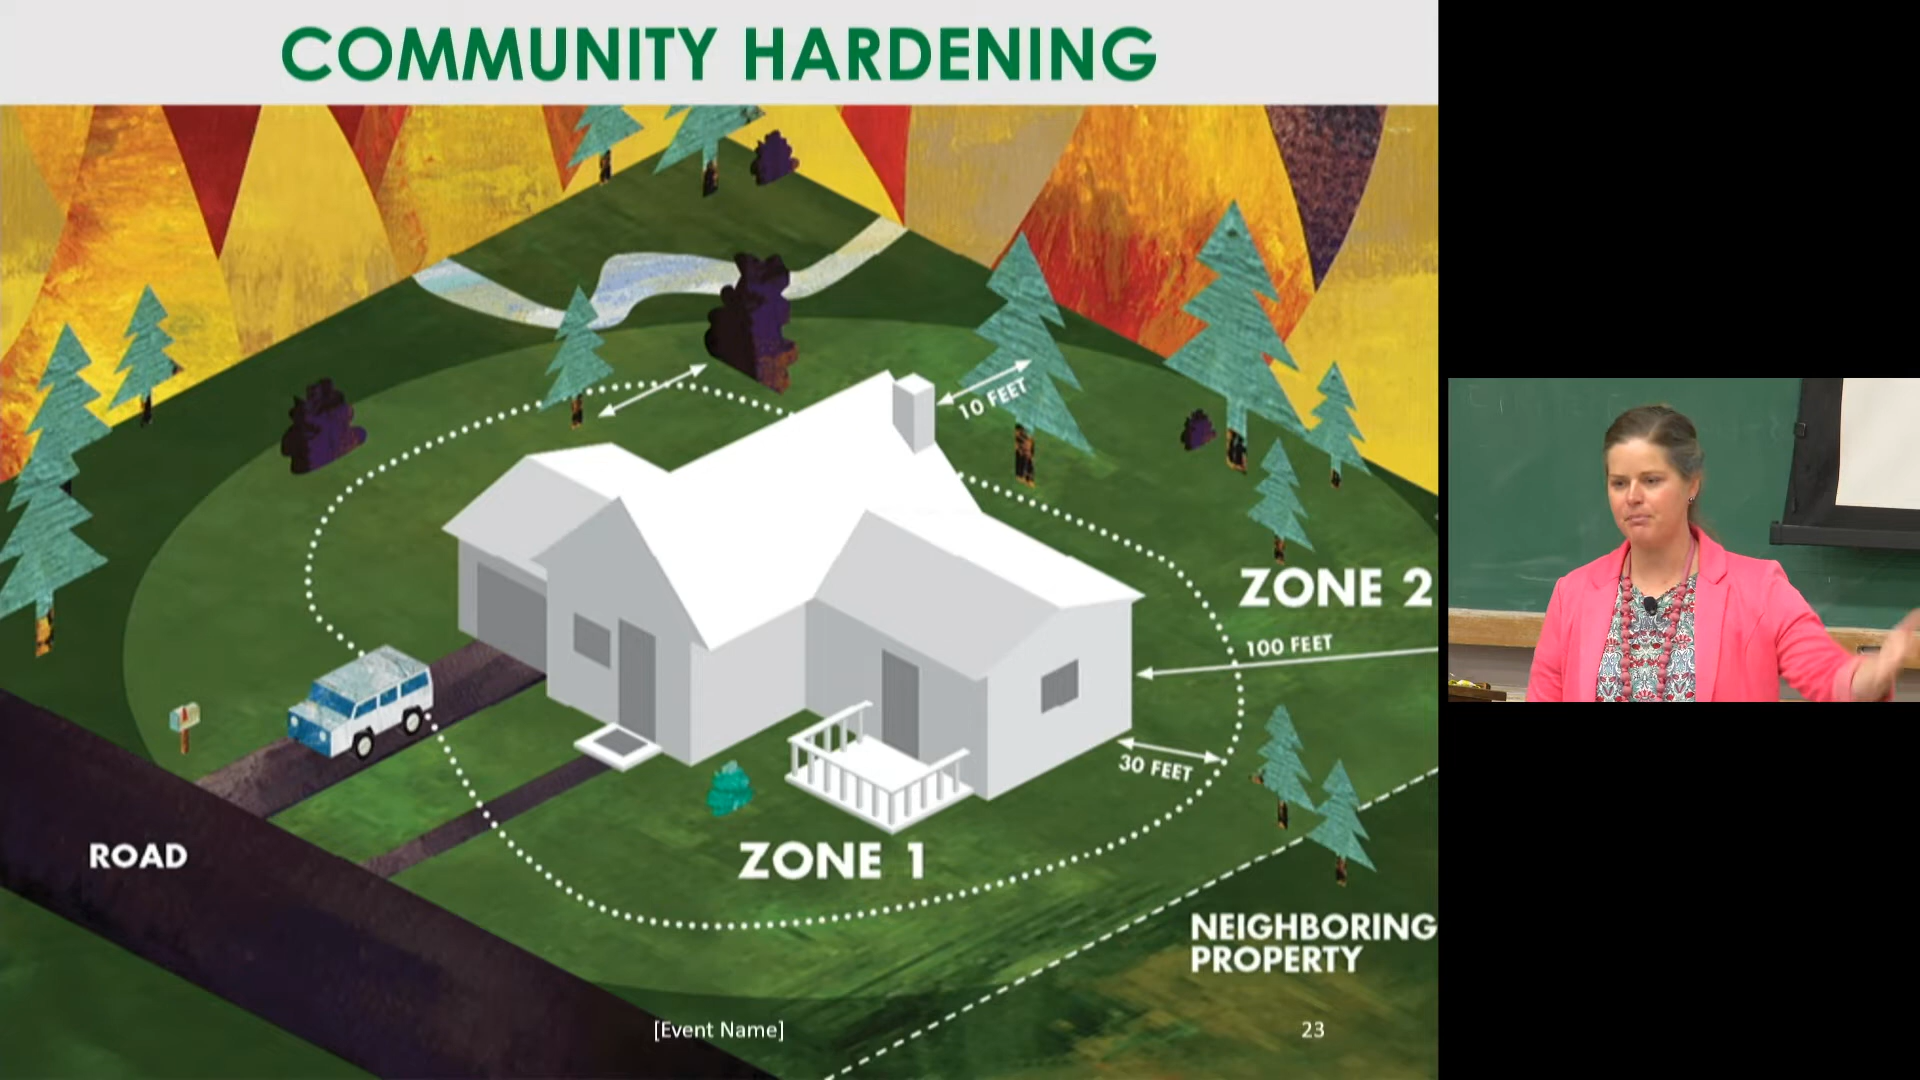 COMMUNITY HARDENING
10 FEET
ZONE 2
100 FEET
30 FEET
ROAD
ZONE 1
NEIGHBORING
PROPERTY
[Event Name]
23